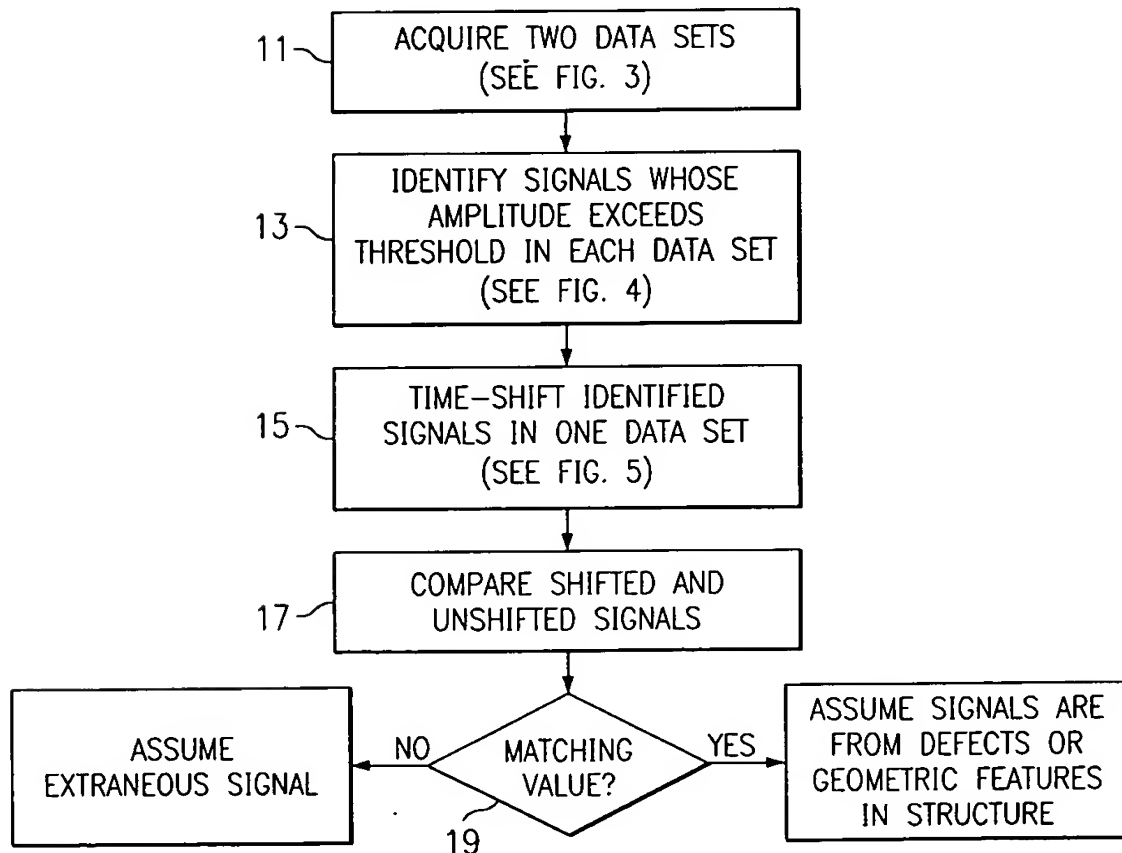 11
ACQUIRE TWO DATA SETS
(SEE FIG. 3)
13
IDENTIFY SIGNALS WHOSE
AMPLITUDE EXCEEDS
THRESHOLD IN EACH DATA SET
(SEE FIG. 4)
15
TIME-SHIFT IDENTIFIED
SIGNALS IN ONE DATA SET
(SEE FIG. 5)
17
COMPARE SHIFTED AND
UNSHIFTED SIGNALS
ASSUME
EXTRANEOUS SIGNAL
NO
MATCHING
VALUE?
19
YES
ASSUME SIGNALS ARE
FROM DEFECTS OR
GEOMETRIC FEATURES
IN STRUCTURE